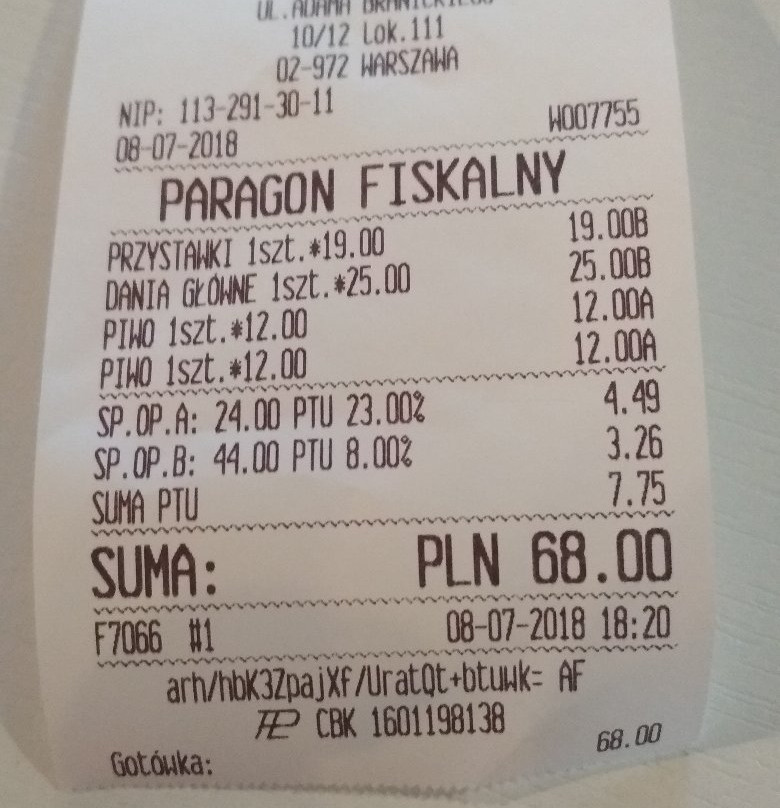 UL.ADAMA BRANICKIEGO
10/12 Lok.111
02-972 WARSZAWA
NIP: 113-291-30-11
08-07-2018 W007755
PARAGON FISKALNY
PRZYSTAWKI 1szt.*19.00 19.00B
DANIA GŁÓWNE 1szt.*25.00 25.00B
PIWO 1szt.*12.00 12.00A
PIWO 1szt.*12.00 12.00A
SP.OP.A: 24.00 PTU 23.00% 4.49
SP.OP.B: 44.00 PTU 8.00% 3.26
SUMA PTU 7.75
SUMA: PLN 68.00
F7066 #1 08-07-2018 18:20
arh/hbK3ZpajXf/UratQt+btuwk= AF
CBK 1601198138
Gotówka: 68.00